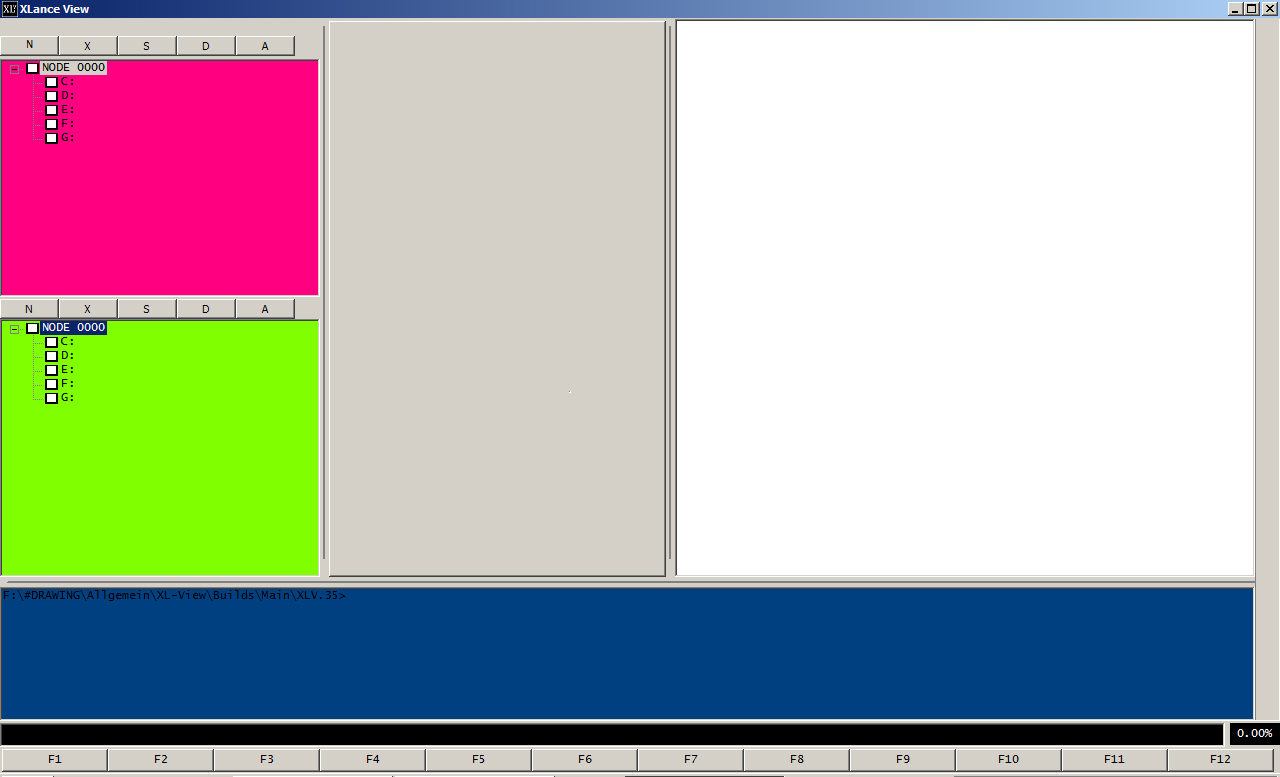 XLV XLance View
N X S D A
NODE 0000
C:
D:
E:
F:
G:
N X S D A
NODE 0000
C:
D:
E:
F:
G:
F:\#DRAWING\Allgemein\XL-View\Builds\Main\XLV.35>
0.00%
F1 F2 F3 F4 F5 F6 F7 F8 F9 F10 F11 F12